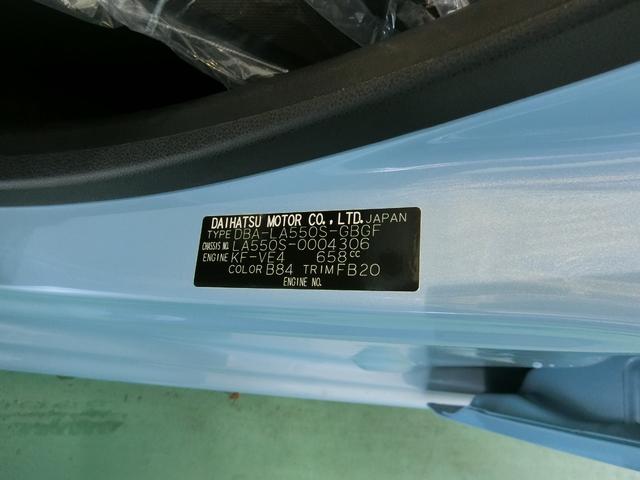 DAIHATSU MOTOR CO., LTD. JAPAN
TYPE DBA-LA550S-GBGF
CHASSIS NO. LA550S-0004306
ENGINE KF-VE4 658cc
COLOR B84 TRIM FB20
ENGINE NO.